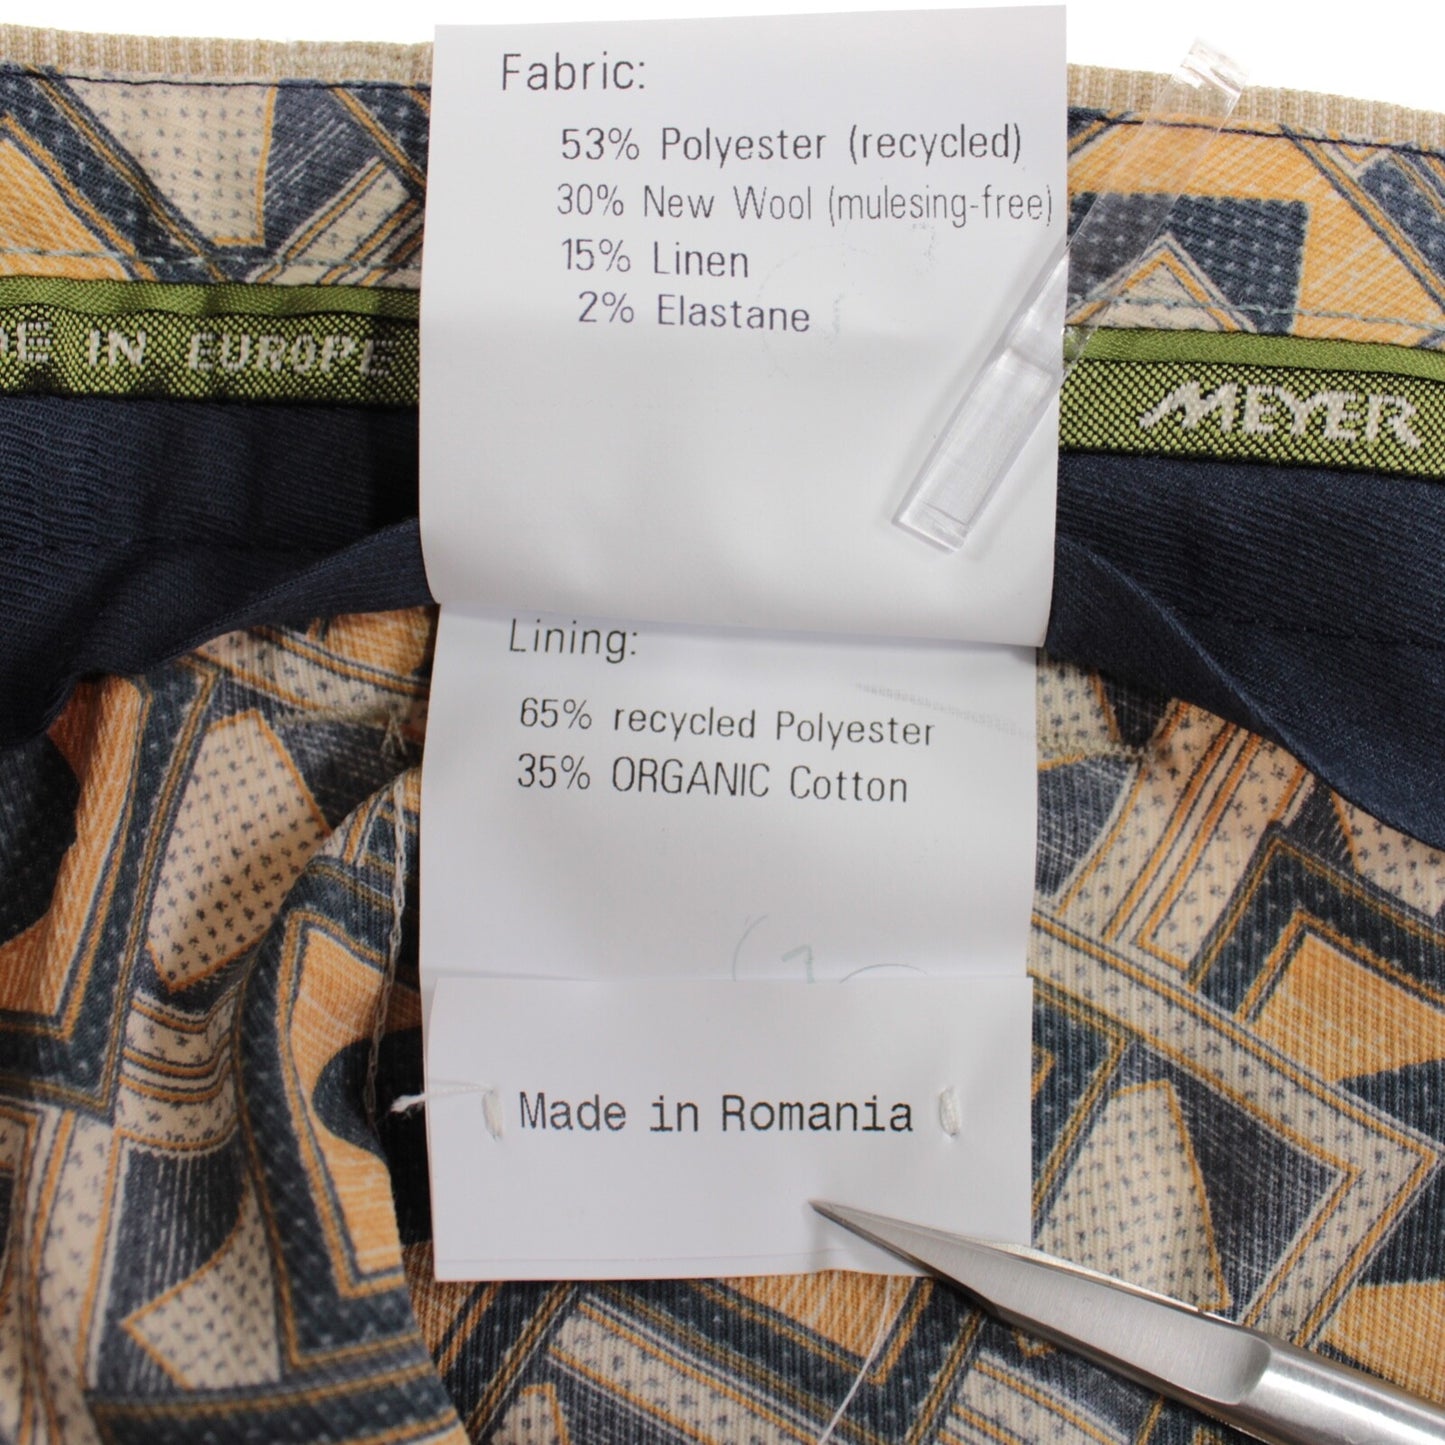 Fabric:
53% Polyester (recycled)
30% New Wool (mulesing-free)
15% Linen
2% Elastane
IN EUROPE
MEYER
Lining:
65% recycled Polyester
35% ORGANIC Cotton
Made in Romania